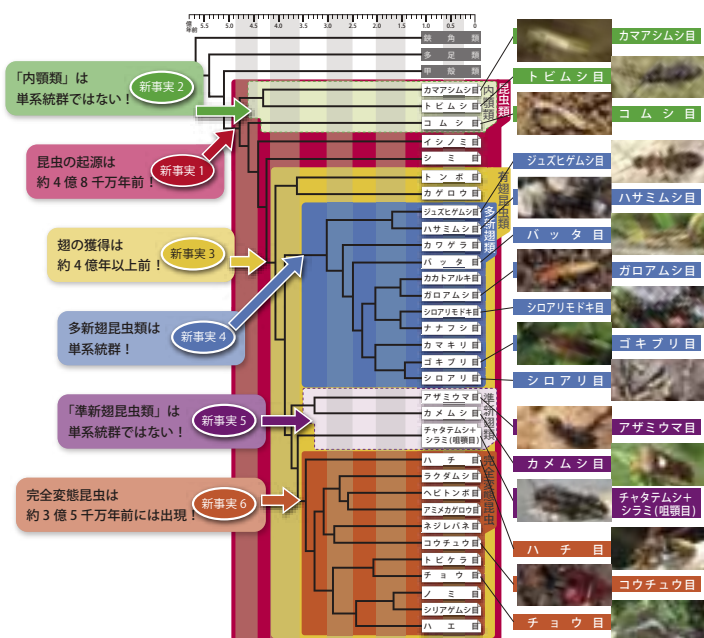 億年前
5.5 5.0 4.5 4.0 3.5 3.0 2.5 2.0 1.5 1.0 0.5 0
鋏角類
多足類
甲殻類
カマアシムシ目
トビムシ目
コムシ目
イシノミ目
シミ目
トンボ目
カゲロウ目
ジュズヒゲムシ目
ハサミムシ目
カワゲラ目
バッタ目
カカトアルキ目
ガロアムシ目
シロアリモドキ目
ナナフシ目
カマキリ目
ゴキブリ目
シロアリ目
アザミウマ目
カメムシ目
チャタテムシ+
シラミ(咀顎目)
ハチ目
ラクダムシ目
ヘビトンボ目
アミメカゲロウ目
ネジレバネ目
コウチュウ目
トビケラ目
チョウ目
ノミ目
シリアゲムシ目
ハエ目
内顎類
昆虫類
有翅昆虫類
多新翅類
準新翅類
完全変態昆虫
「内顎類」は
単系統群ではない!
新事実2
昆虫の起源は
約4億8千万年前!
新事実1
翅の獲得は
約4億年以上前!
新事実3
多新翅昆虫類は
単系統群!
新事実4
「準新翅昆虫類」は
単系統群ではない!
新事実5
完全変態昆虫は
約3億5千万年前には出現!
新事実6
カマアシムシ目
トビムシ目
コムシ目
ジュズヒゲムシ目
ハサミムシ目
バッタ目
ガロアムシ目
シロアリモドキ目
ゴキブリ目
シロアリ目
アザミウマ目
カメムシ目
チャタテムシ+
シラミ(咀顎目)
ハチ目
コウチュウ目
チョウ目